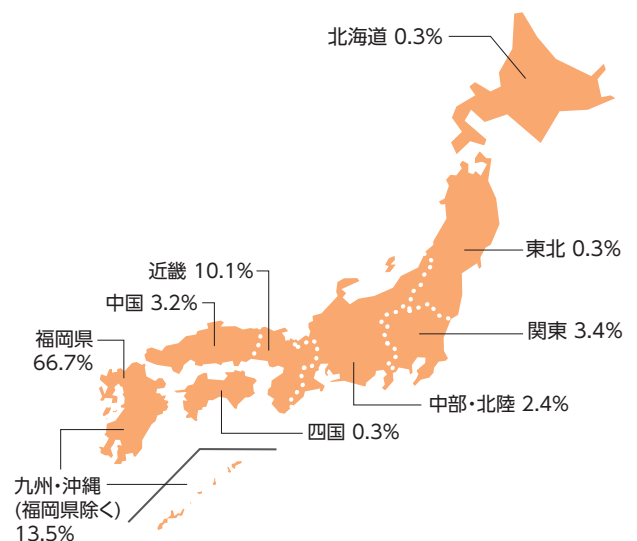 北海道 0.3%
東北 0.3%
近畿 10.1%
中国 3.2%
関東 3.4%
福岡県
66.7%
中部・北陸 2.4%
四国 0.3%
九州・沖縄
(福岡県除く)
13.5%